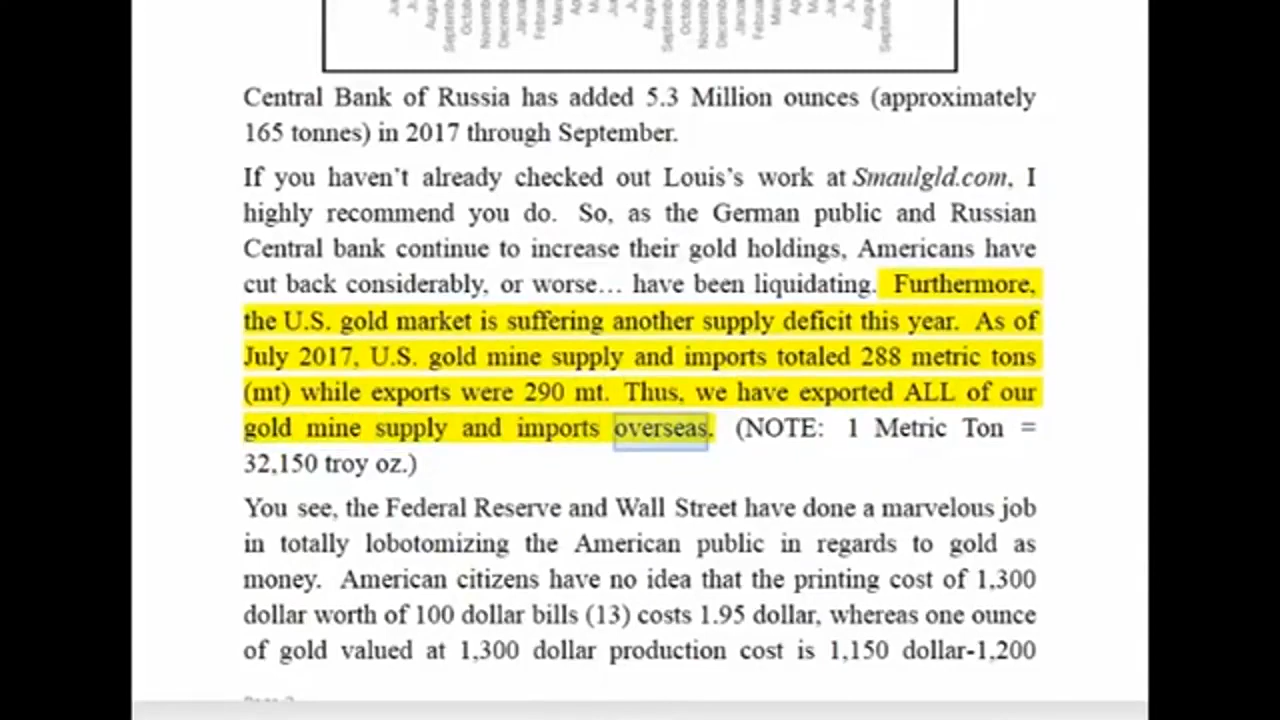 Central Bank of Russia has added 5.3 Million ounces (approximately
165 tonnes) in 2017 through September.
If you haven't already checked out Louis's work at Smaulgld.com, I
highly recommend you do. So, as the German public and Russian
Central bank continue to increase their gold holdings, Americans have
cut back considerably, or worse… have been liquidating. Furthermore,
the U.S. gold market is suffering another supply deficit this year. As of
July 2017, U.S. gold mine supply and imports totaled 288 metric tons
(mt) while exports were 290 mt. Thus, we have exported ALL of our
gold mine supply and imports overseas. (NOTE: 1 Metric Ton =
32,150 troy oz.)
You see, the Federal Reserve and Wall Street have done a marvelous job
in totally lobotomizing the American public in regards to gold as
money. American citizens have no idea that the printing cost of 1,300
dollar worth of 100 dollar bills (13) costs 1.95 dollar, whereas one ounce
of gold valued at 1,300 dollar production cost is 1,150 dollar-1,200